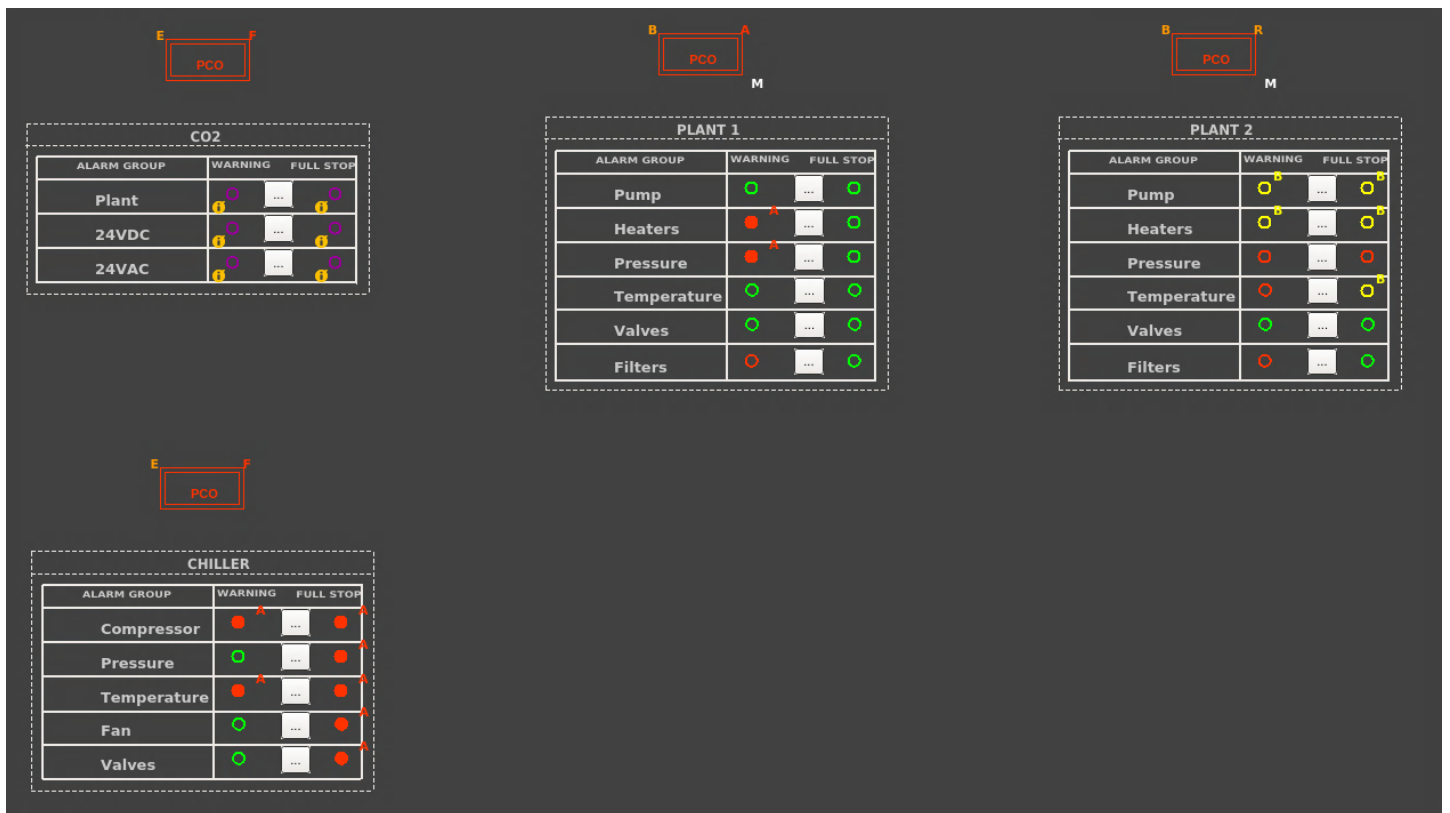 E F
PCO
CO2
ALARM GROUP WARNING FULL STOP
Plant ...
24VDC ...
24VAC ...
B A
PCO
M
PLANT 1
ALARM GROUP WARNING FULL STOP
Pump ...
Heaters A ...
Pressure A ...
Temperature ...
Valves ...
Filters ...
B R
PCO
M
PLANT 2
ALARM GROUP WARNING FULL STOP
Pump B ... B
Heaters B ... B
Pressure ...
Temperature ... B
Valves ...
Filters ...
E F
PCO
CHILLER
ALARM GROUP WARNING FULL STOP
Compressor A ... A
Pressure ... A
Temperature A ... A
Fan ... A
Valves ... A